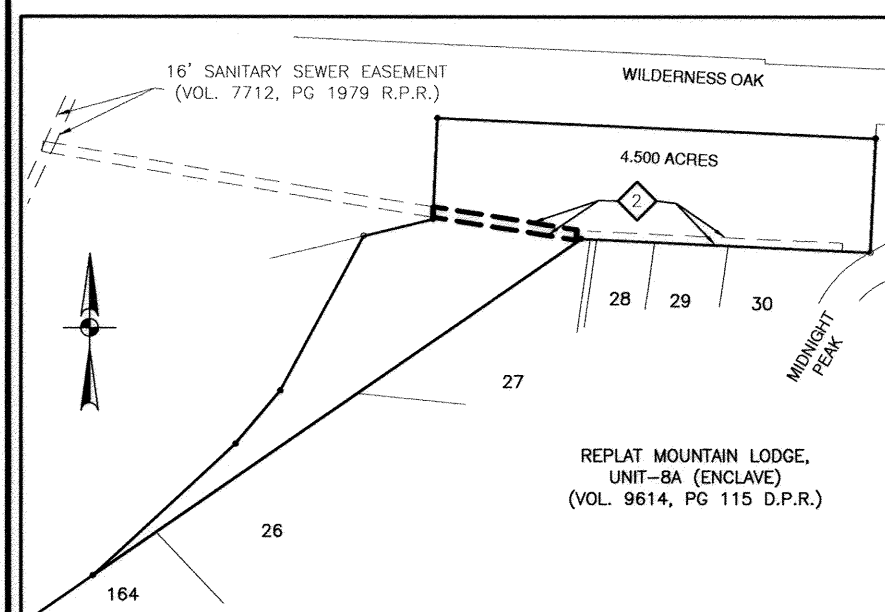 16' SANITARY SEWER EASEMENT
(VOL. 7712, PG 1979 R.P.R.)
WILDERNESS OAK
4.500 ACRES
2
28
29
30
MIDNIGHT
PEAK
27
REPLAT MOUNTAIN LODGE,
UNIT-8A (ENCLAVE)
(VOL. 9614, PG 115 D.P.R.)
26
164